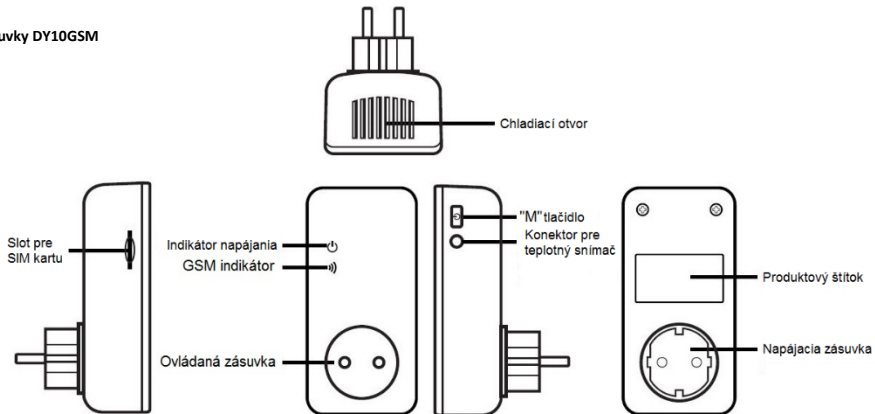 DY10GSM
Chladiací otvor
Slot pre
SIM kartu
Indikátor napájania
GSM indikátor
Ovládaná zásuvka
"M" tlačidlo
Konektor pre
teplotný snímač
Produktový štítok
Napájacia zásuvka